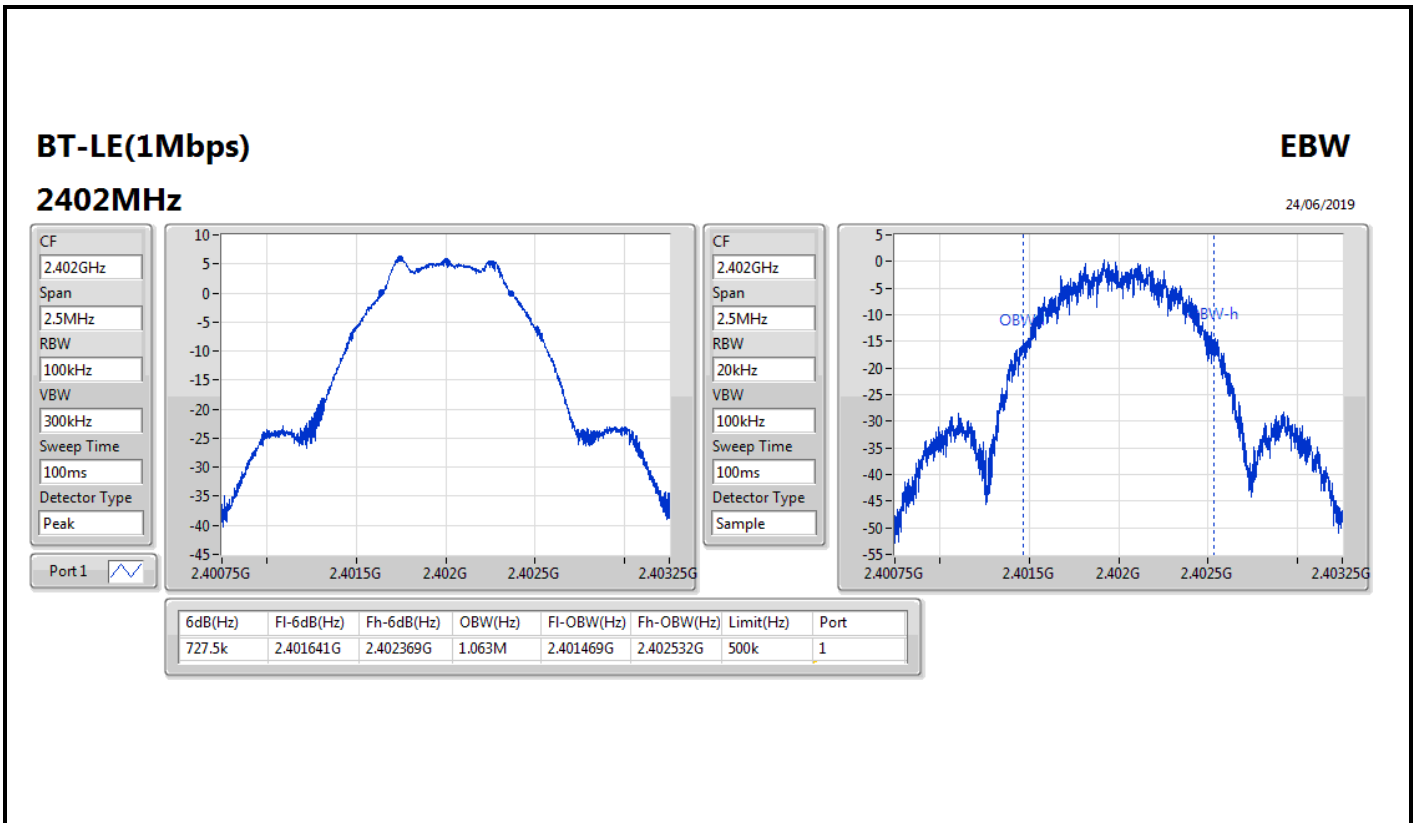 BT-LE(1Mbps)
EBW
2402MHz
24/06/2019
CF
2.402GHz
Span
2.5MHz
RBW
100kHz
VBW
300kHz
Sweep Time
100ms
Detector Type
Peak
Port 1
10
5
0
-5
-10
-15
-20
-25
-30
-35
-40
-45
2.40075G 2.4015G 2.402G 2.4025G 2.40325G
CF
2.402GHz
Span
2.5MHz
RBW
20kHz
VBW
100kHz
Sweep Time
100ms
Detector Type
Sample
5
0
-5
-10
-15
-20
-25
-30
-35
-40
-45
-50
-55
OBW
BW-h
2.40075G 2.4015G 2.402G 2.4025G 2.40325G
6dB(Hz) Fl-6dB(Hz) Fh-6dB(Hz) OBW(Hz) Fl-OBW(Hz) Fh-OBW(Hz) Limit(Hz) Port
727.5k 2.401641G 2.402369G 1.063M 2.401469G 2.402532G 500k 1